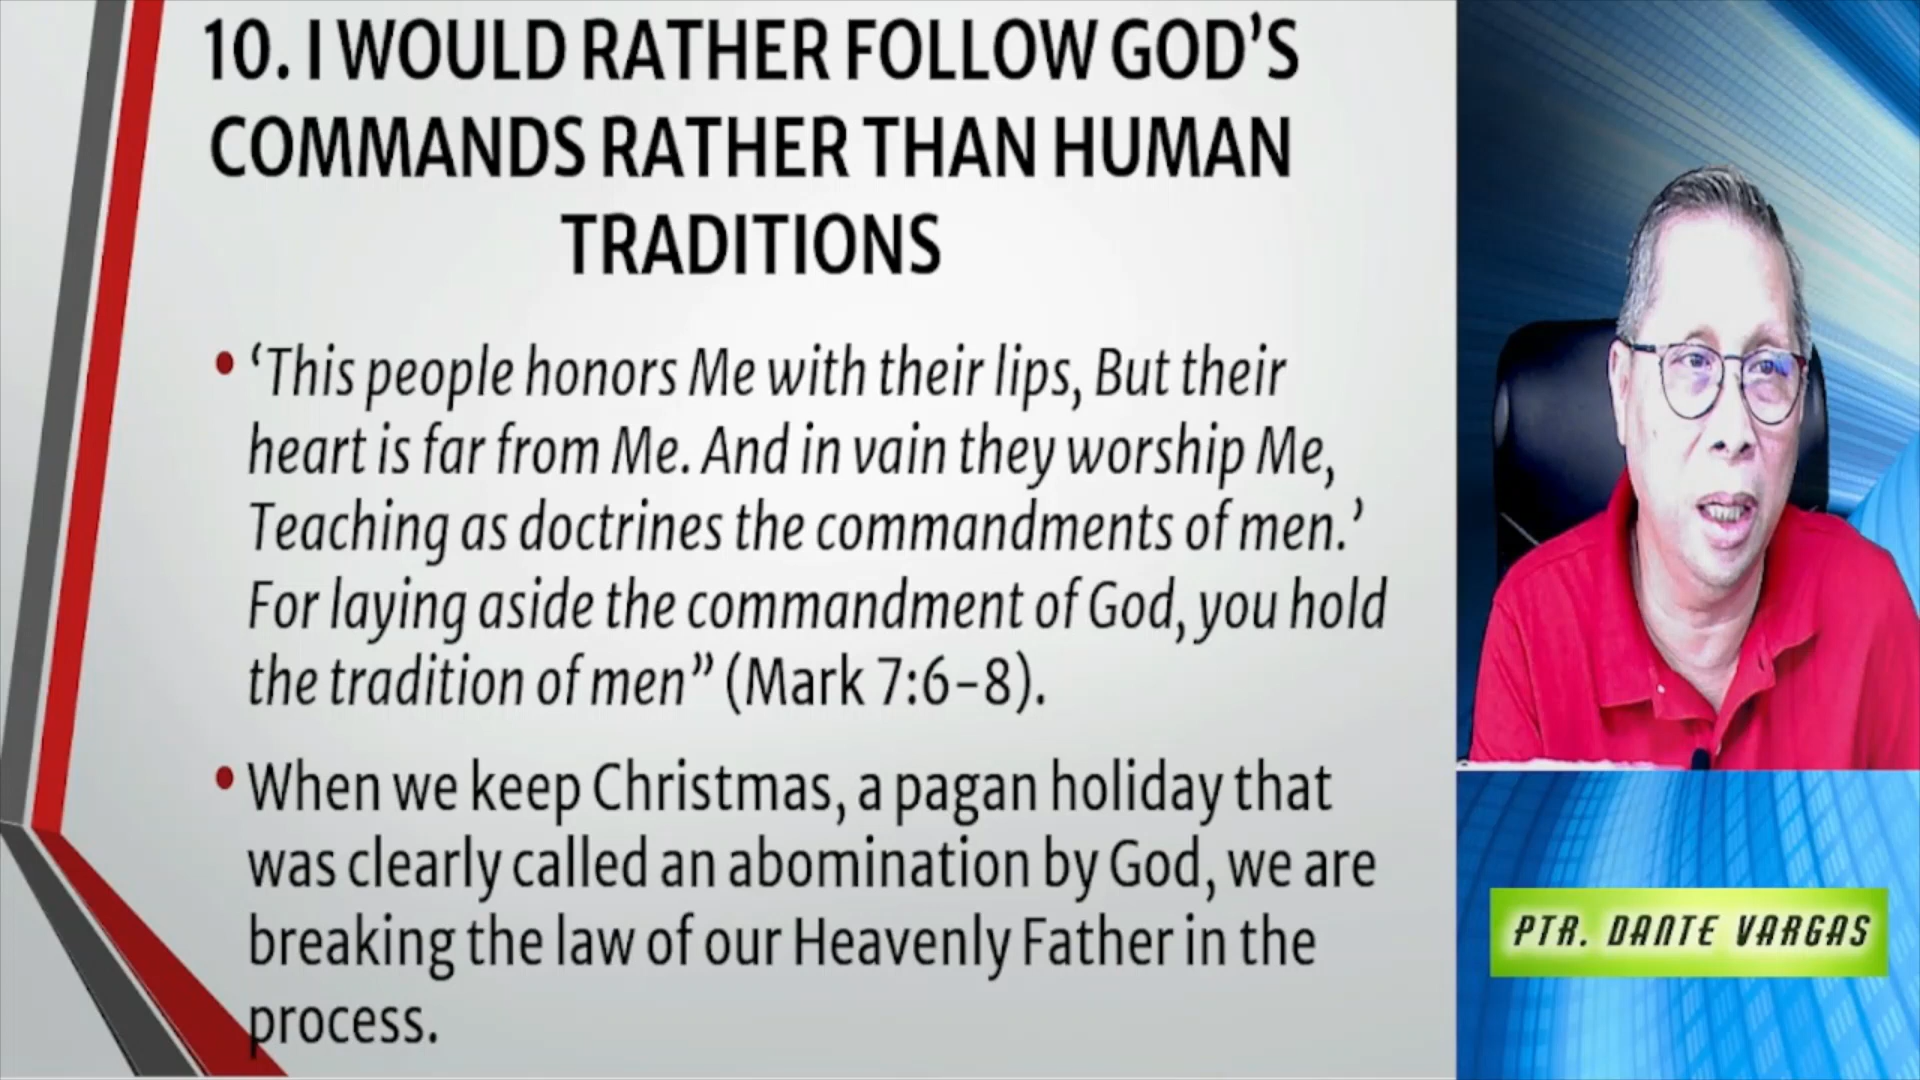 10. I WOULD RATHER FOLLOW GOD’S
COMMANDS RATHER THAN HUMAN
TRADITIONS
• ‘This people honors Me with their lips, But their
heart is far from Me. And in vain they worship Me,
Teaching as doctrines the commandments of men.’
For laying aside the commandment of God, you hold
the tradition of men” (Mark 7:6–8).
• When we keep Christmas, a pagan holiday that
was clearly called an abomination by God, we are
breaking the law of our Heavenly Father in the
process.
PTR. DANTE VARGAS